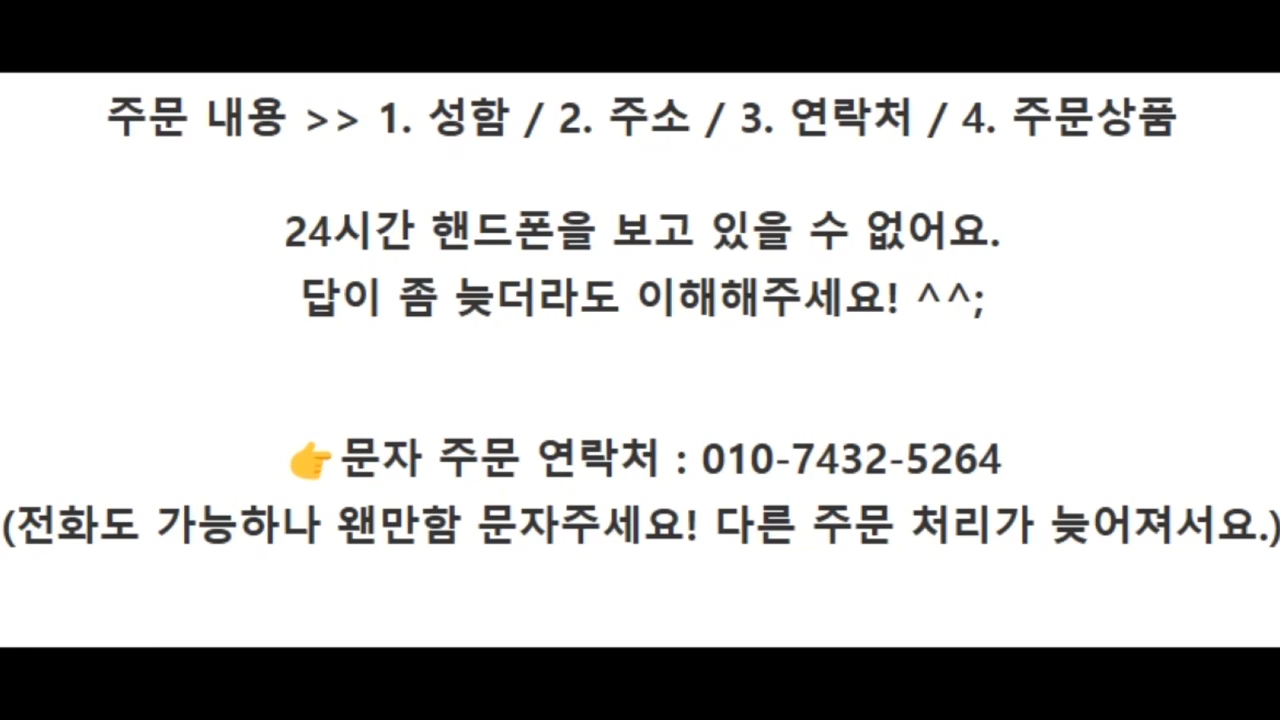 주문 내용 >> 1. 성함 / 2. 주소 / 3. 연락처 / 4. 주문상품
24시간 핸드폰을 보고 있을 수 없어요.
답이 좀 늦더라도 이해해주세요! ^^;
👉문자 주문 연락처 : 010-7432-5264
(전화도 가능하나 왠만함 문자주세요! 다른 주문 처리가 늦어져서요.)